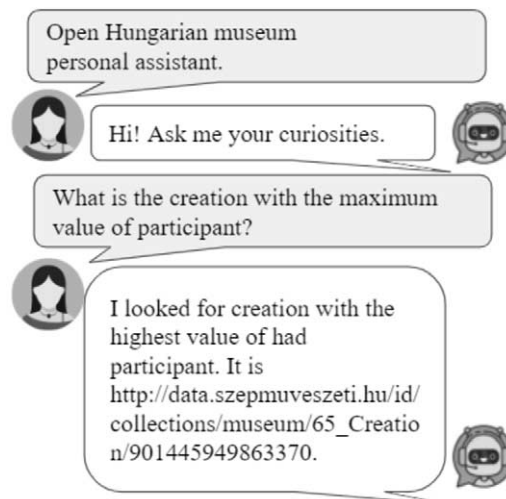 Open Hungarian museum
personal assistant.
Hi! Ask me your curiosities.
What is the creation with the maximum
value of participant?
I looked for creation with the
highest value of had
participant. It is
http://data.szepmuveszeti.hu/id/
collections/museum/65_Creatio
n/901445949863370.